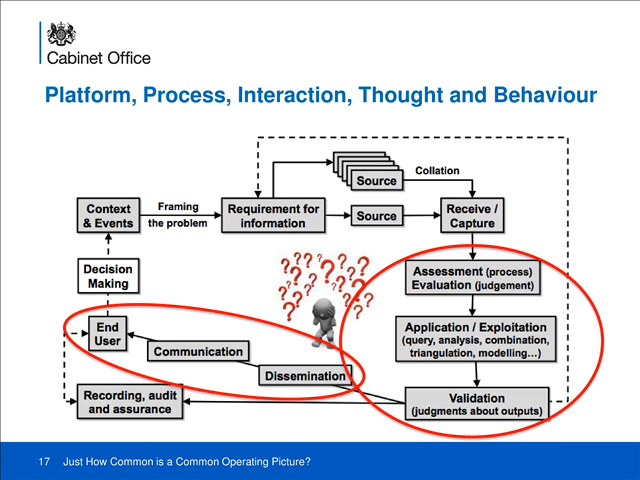 Cabinet Office
Platform, Process, Interaction, Thought and Behaviour
Source
Collation
Context
& Events
Framing
the problem
Requirement for
information
Source
Receive /
Capture
Decision
Making
Assessment (process)
Evaluation (judgement)
? ? ? ? ? ? ? ? ? ? ? ? ? ? ? ? ? ? ? ?
End
User
Communication
Dissemination
Application / Exploitation
(query, analysis, combination,
triangulation, modelling…)
Recording, audit
and assurance
Validation
(judgments about outputs)
17 Just How Common is a Common Operating Picture?